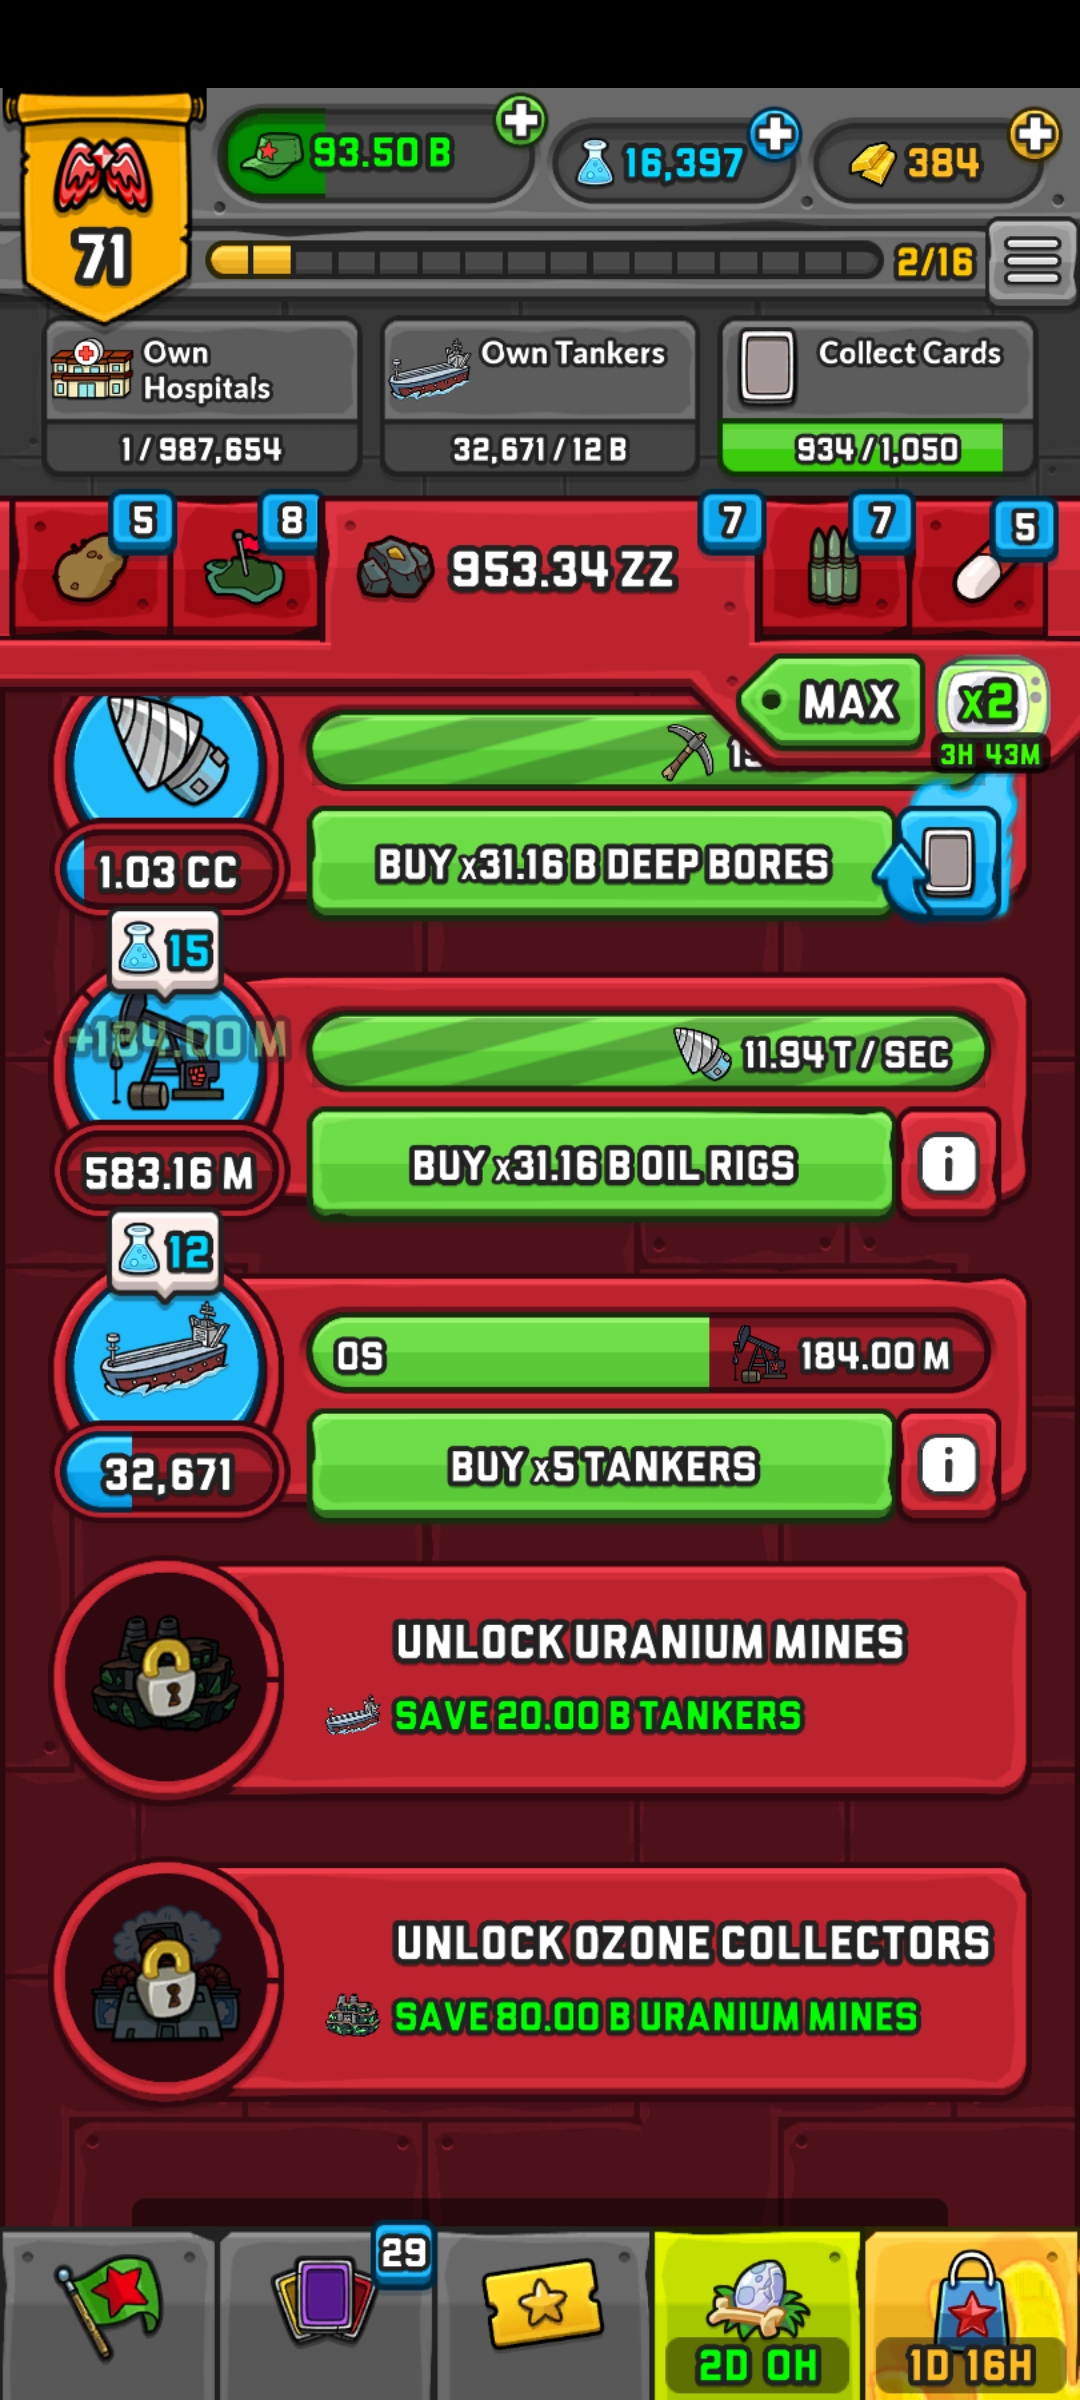 71
93.50 B
16,397
384
2/16
Own
Hospitals
1/987,654
Own Tankers
32,671/12 B
Collect Cards
934/1,050
5
8
953.34 ZZ
7
7
5
MAX
x2
3H 43M
1.03 CC
BUY x31.16 B DEEP BORES
15
+184.00 M
11.94 T/SEC
583.16 M
BUY x31.16 B OIL RIGS
i
12
0S
184.00 M
32,671
BUY x5 TANKERS
i
UNLOCK URANIUM MINES
SAVE 20.00 B TANKERS
UNLOCK OZONE COLLECTORS
SAVE 80.00 B URANIUM MINES
29
2D 0H
1D 16H